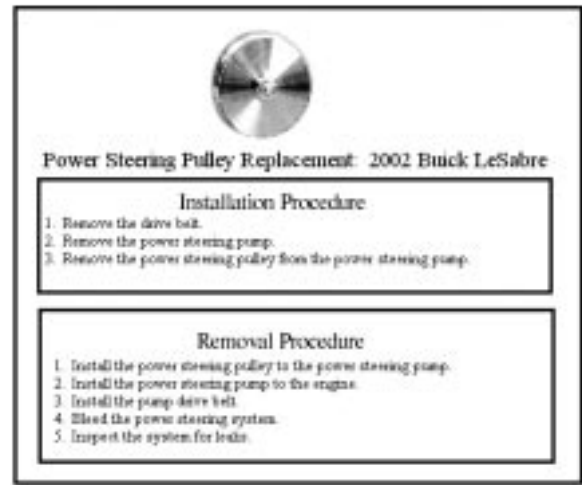 Power Steering Pulley Replacement: 2002 Buick LeSabre
Installation Procedure
1. Remove the drive belt.
2. Remove the power steering pump.
3. Remove the power steering pulley from the power steering pump.
Removal Procedure
1. Install the power steering pulley to the power steering pump.
2. Install the power steering pump to the engine.
3. Install the pump drive belt.
4. Bleed the power steering system.
5. Inspect the system for leaks.